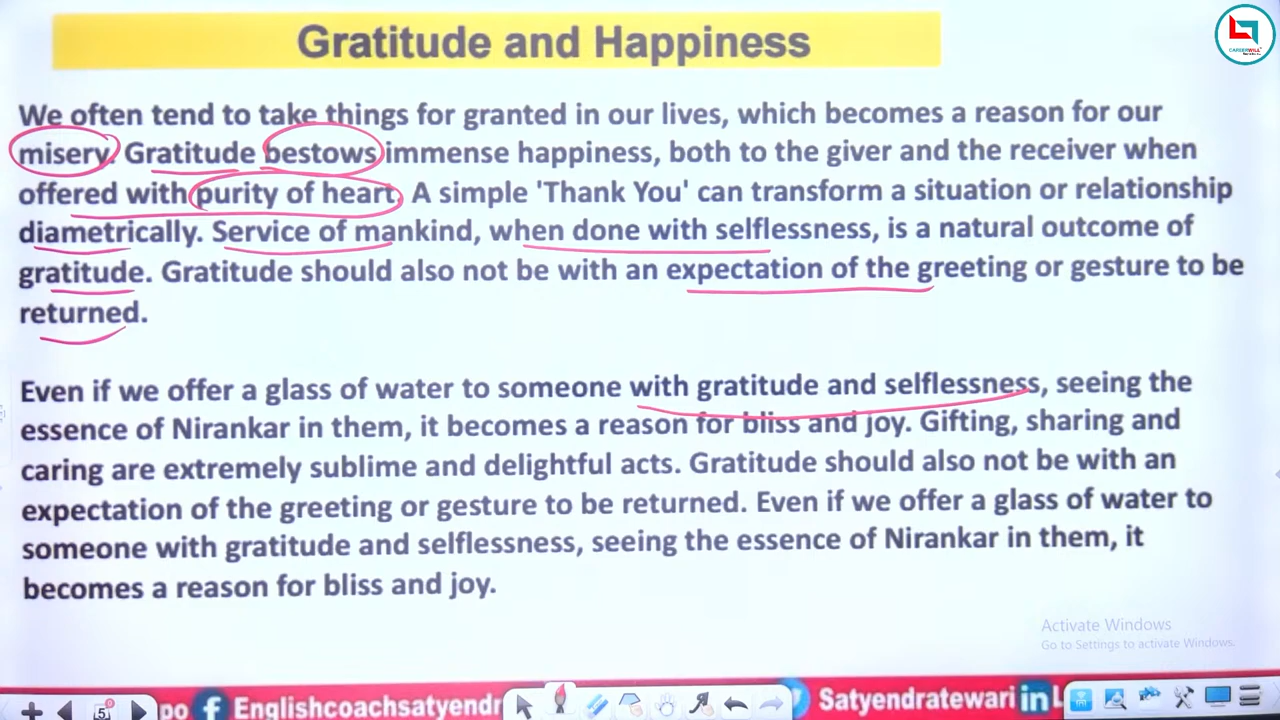 Gratitude and Happiness
CAREERWILL
We often tend to take things for granted in our lives, which becomes a reason for our
misery. Gratitude bestows immense happiness, both to the giver and the receiver when
offered with purity of heart. A simple 'Thank You' can transform a situation or relationship
diametrically. Service of mankind, when done with selflessness, is a natural outcome of
gratitude. Gratitude should also not be with an expectation of the greeting or gesture to be
returned.
Even if we offer a glass of water to someone with gratitude and selflessness, seeing the
essence of Nirankar in them, it becomes a reason for bliss and joy. Gifting, sharing and
caring are extremely sublime and delightful acts. Gratitude should also not be with an
expectation of the greeting or gesture to be returned. Even if we offer a glass of water to
someone with gratitude and selflessness, seeing the essence of Nirankar in them, it
becomes a reason for bliss and joy.
Activate Windows
Go to Settings to activate Windows.
5 po f Englishcoachsatyendr Satyendratewari in L